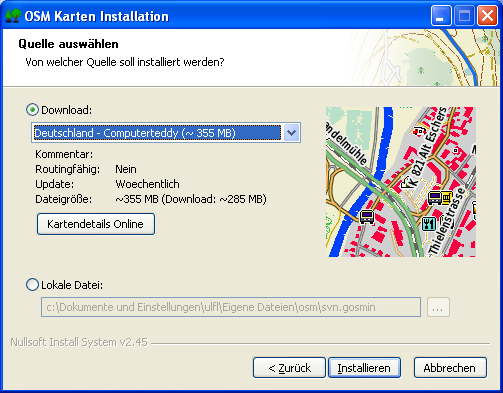 OSM Karten Installation
Quelle auswählen
Von welcher Quelle soll installiert werden?
Download:
Deutschland - Computerteddy (~ 355 MB)
Kommentar:
Routingfähig: Nein
Update: Woechentlich
Dateigröße: ~355 MB (Download: ~285 MB)
Kartendetails Online
ndelmühle
K 821 Alt Eschers
Thielenstrasse
Lokale Datei:
c:\Dokumente und Einstellungen\ulfl\Eigene Dateien\osm\svn.gosmin
...
Nullsoft Install System v2.45
< Zurück
Installieren
Abbrechen